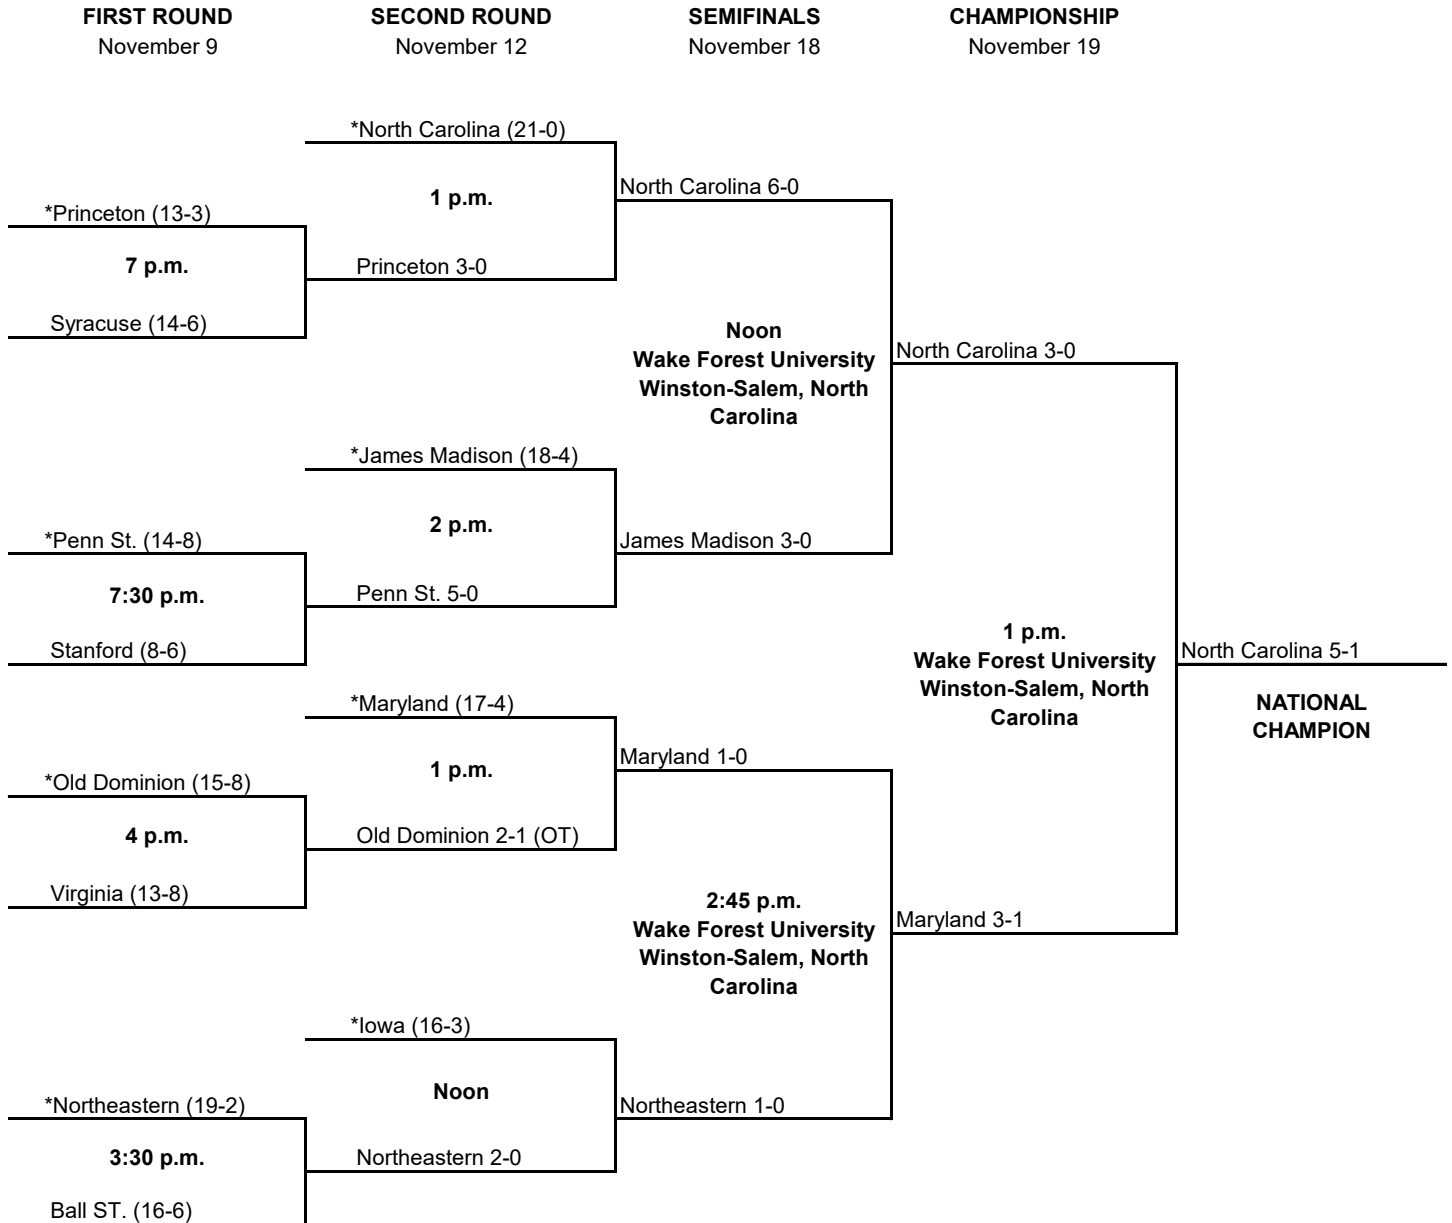 FIRST ROUND
November 9
SECOND ROUND
November 12
SEMIFINALS
November 18
CHAMPIONSHIP
November 19
*North Carolina (21-0)
1 p.m.
North Carolina 6-0
*Princeton (13-3)
7 p.m.
Princeton 3-0
Syracuse (14-6)
Noon
Wake Forest University
Winston-Salem, North
Carolina
North Carolina 3-0
*James Madison (18-4)
2 p.m.
James Madison 3-0
*Penn St. (14-8)
7:30 p.m.
Penn St. 5-0
Stanford (8-6)
1 p.m.
Wake Forest University
Winston-Salem, North
Carolina
North Carolina 5-1
NATIONAL
CHAMPION
*Maryland (17-4)
1 p.m.
Maryland 1-0
*Old Dominion (15-8)
4 p.m.
Old Dominion 2-1 (OT)
Virginia (13-8)
2:45 p.m.
Wake Forest University
Winston-Salem, North
Carolina
Maryland 3-1
*Iowa (16-3)
Noon
Northeastern 1-0
*Northeastern (19-2)
3:30 p.m.
Northeastern 2-0
Ball ST. (16-6)